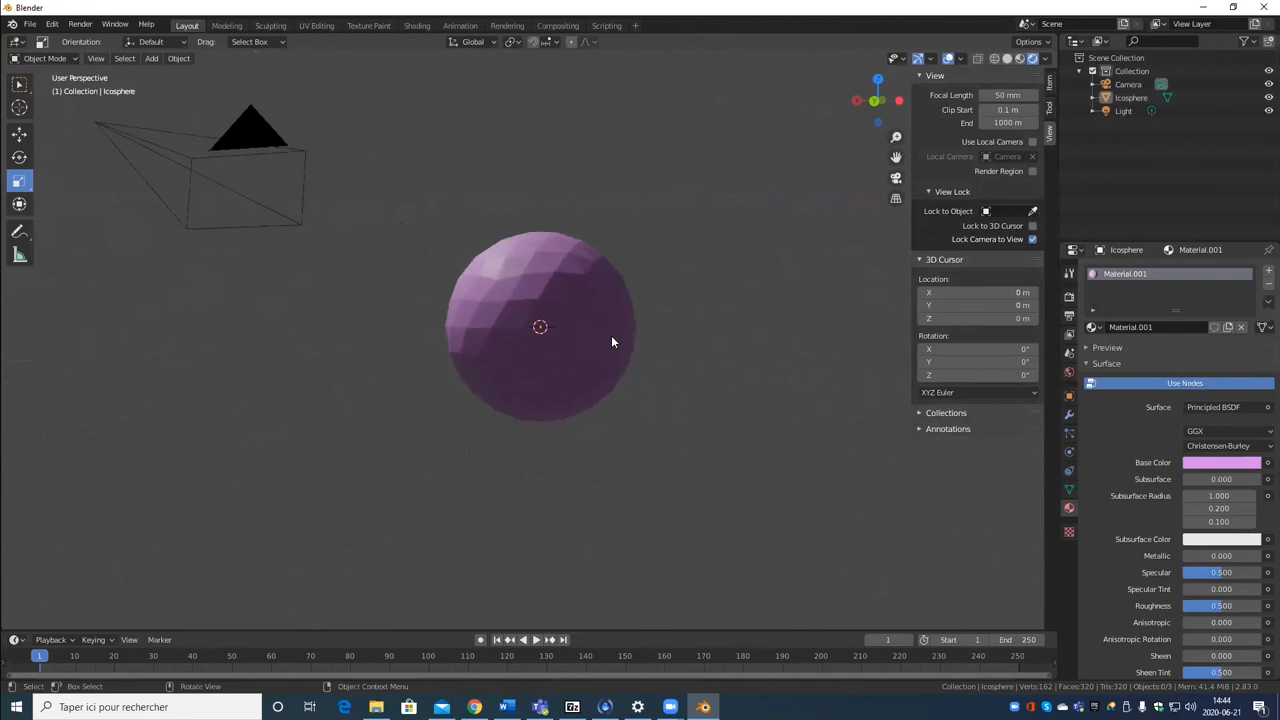 Blender
File Edit Render Window Help Layout Modeling Sculpting UV Editing Texture Paint Shading Animation Rendering Compositing Scripting Scene View Layer
Orientation: Default Drag: Select Box Global Options
Object Mode View Select Add Object
User Perspective
(1) Collection | Icosphere
View
Focal Length 50 mm
Clip Start 0.1 m
End 1000 m
Use Local Camera
Local Camera Camera
Render Region
View Lock
Lock to Object
Lock to 3D Cursor
Lock Camera to View
3D Cursor
Location:
X 0 m
Y 0 m
Z 0 m
Rotation:
X 0°
Y 0°
Z 0°
XYZ Euler
Collections
Annotations
Item
Tool
View
Scene Collection
Collection
Camera
Icosphere
Light
Icosphere Material.001
Material.001
Material.001
Preview
Surface
Use Nodes
Surface Principled BSDF
GGX
Christensen-Burley
Base Color
Subsurface 0.000
Subsurface Radius 1.000
0.200
0.100
Subsurface Color
Metallic 0.000
Specular 0.500
Specular Tint 0.000
Roughness 0.500
Anisotropic 0.000
Anisotropic Rotation 0.000
Sheen 0.000
Sheen Tint 0.500
Playback Keying View Marker 1 Start 1 End 250
1 10 20 30 40 50 60 70 80 90 100 110 120 130 140 150 160 170 180 190 200 210 220 230 240 250
Select Box Select Rotate View Object Context Menu Collection | Icosphere | Verts:162 | Faces:320 | Tris:320 | Objects:0/3 | Mem: 41.4 MiB | 2.83.0
Taper ici pour rechercher
14:44
2020-06-21